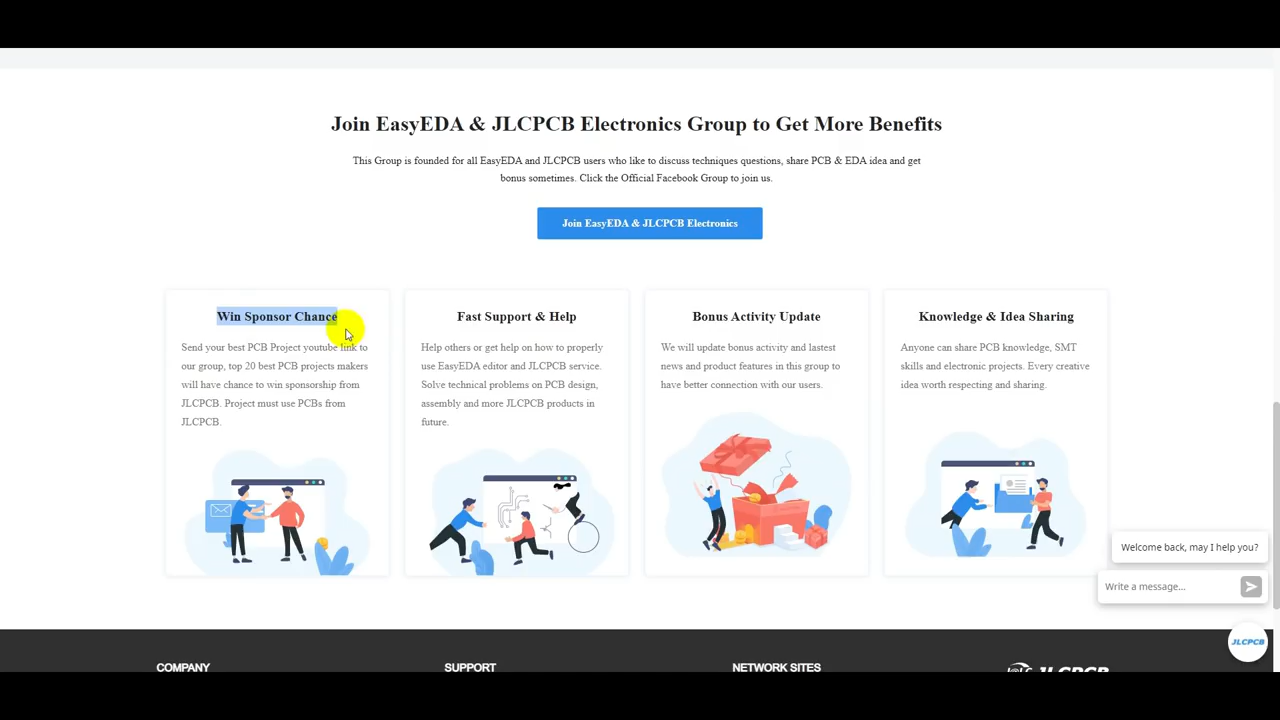 Join EasyEDA & JLCPCB Electronics Group to Get More Benefits
This Group is founded for all EasyEDA and JLCPCB users who like to discuss techniques questions, share PCB & EDA idea and get
bonus sometimes. Click the Official Facebook Group to join us.
Join EasyEDA & JLCPCB Electronics
Win Sponsor Chance
Send your best PCB Project youtube link to
our group, top 20 best PCB projects makers
will have chance to win sponsorship from
JLCPCB. Project must use PCBs from
JLCPCB.
Fast Support & Help
Help others or get help on how to properly
use EasyEDA editor and JLCPCB service.
Solve technical problems on PCB design,
assembly and more JLCPCB products in
future.
Bonus Activity Update
We will update bonus activity and lastest
news and product features in this group to
have better connection with our users.
Knowledge & Idea Sharing
Anyone can share PCB knowledge, SMT
skills and electronic projects. Every creative
idea worth respecting and sharing.
Welcome back, may I help you?
Write a message...
JLCPCB
COMPANY
SUPPORT
NETWORK SITES
JLCPCB